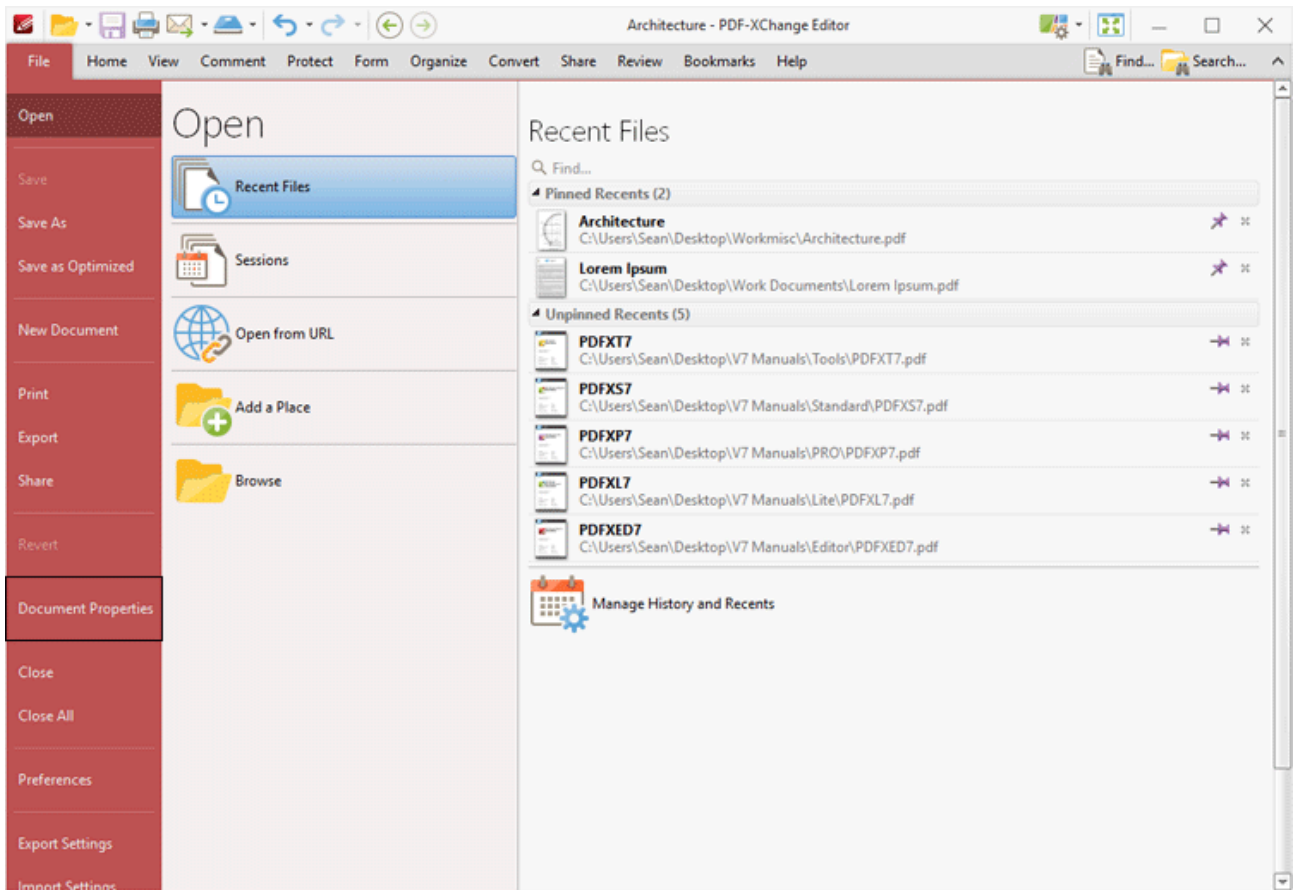 Architecture - PDF-XChange Editor
File Home View Comment Protect Form Organize Convert Share Review Bookmarks Help Find... Search...
Open
Save
Save As
Save as Optimized
New Document
Print
Export
Share
Revert
Document Properties
Close
Close All
Preferences
Export Settings
Import Settings
Open
Recent Files
Sessions
Open from URL
Add a Place
Browse
Recent Files
Find...
Pinned Recents (2)
Architecture
C:\Users\Sean\Desktop\Workmisc\Architecture.pdf
Lorem Ipsum
C:\Users\Sean\Desktop\Work Documents\Lorem Ipsum.pdf
Unpinned Recents (5)
PDFXT7
C:\Users\Sean\Desktop\V7 Manuals\Tools\PDFXT7.pdf
PDFXS7
C:\Users\Sean\Desktop\V7 Manuals\Standard\PDFXS7.pdf
PDFXP7
C:\Users\Sean\Desktop\V7 Manuals\PRO\PDFXP7.pdf
PDFXL7
C:\Users\Sean\Desktop\V7 Manuals\Lite\PDFXL7.pdf
PDFXED7
C:\Users\Sean\Desktop\V7 Manuals\Editor\PDFXED7.pdf
Manage History and Recents